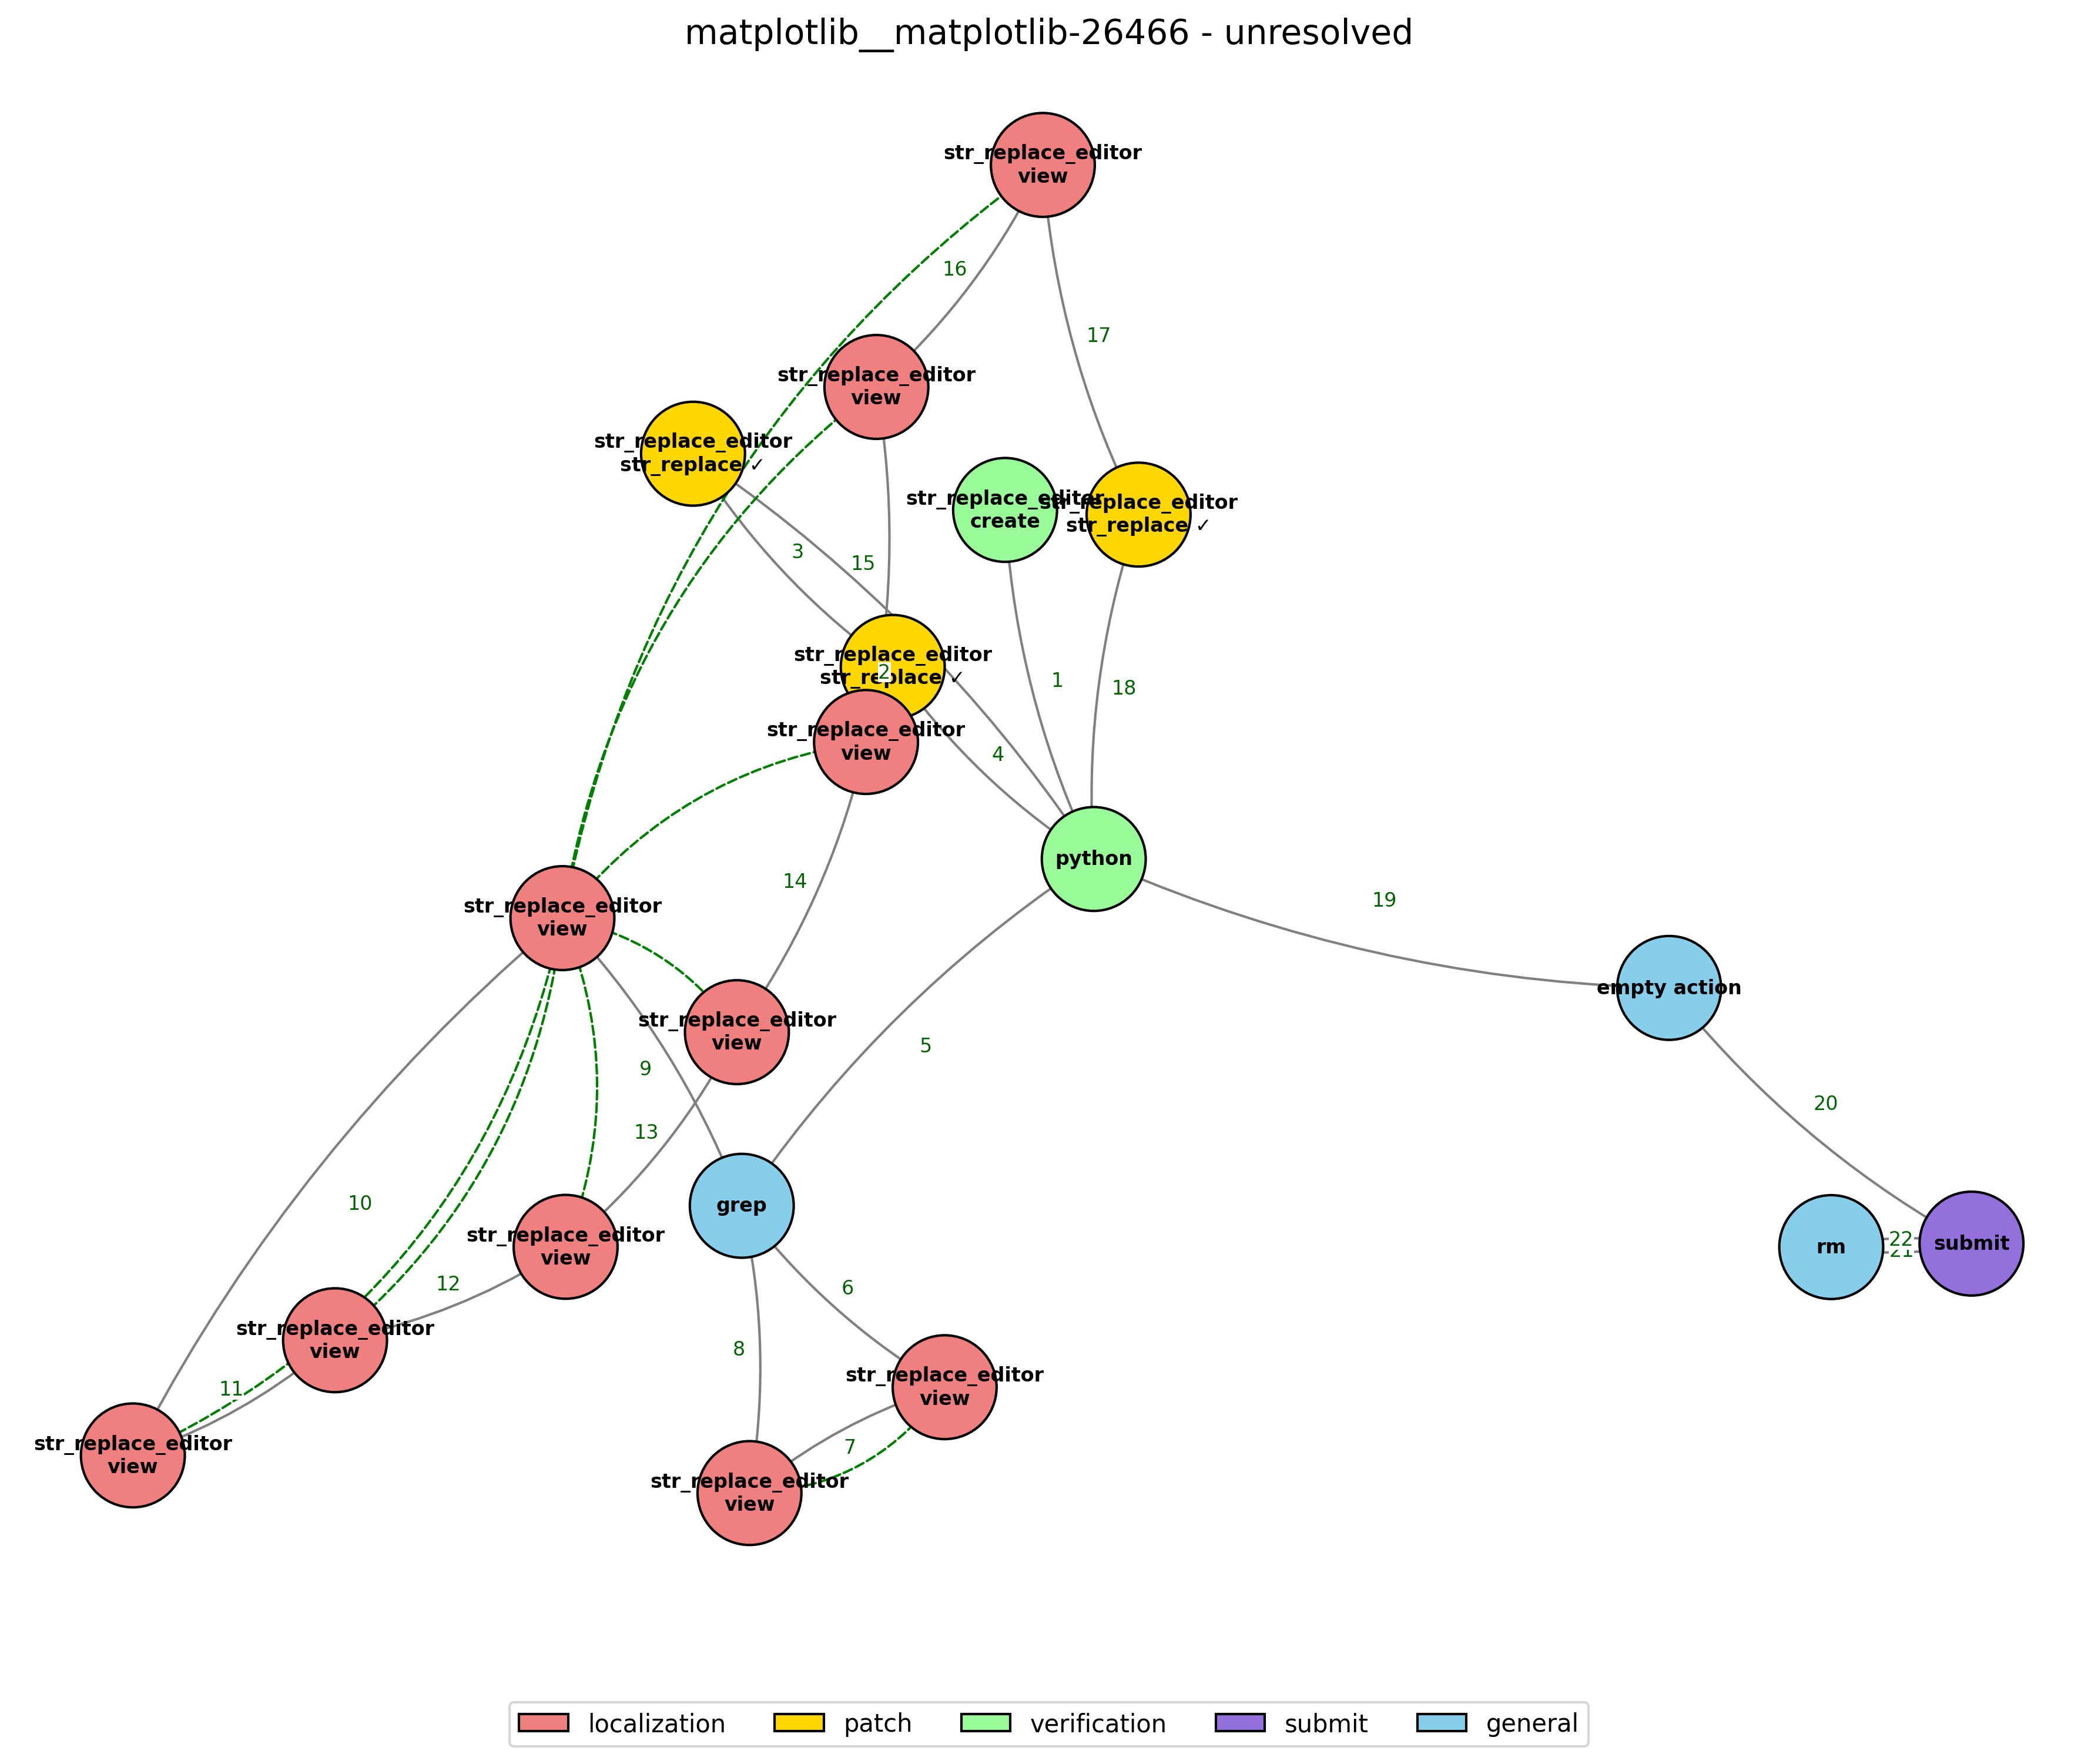 matplotlib__matplotlib-26466 - unresolved
str_replace_editor
view
16
17
str_replace_editor
view
str_replace_editor
str_replace ✓
str_replace_editor
create
str_replace_editor
str_replace ✓
3
15
str_replace_editor
str_replace ✓
2
1
18
str_replace_editor
view
4
python
14
19
str_replace_editor
view
empty action
str_replace_editor
view
5
9
20
13
10
grep
str_replace_editor
view
rm
22
21
submit
12
6
str_replace_editor
view
8
str_replace_editor
view
11
7
str_replace_editor
view
str_replace_editor
view
localization
patch
verification
submit
general